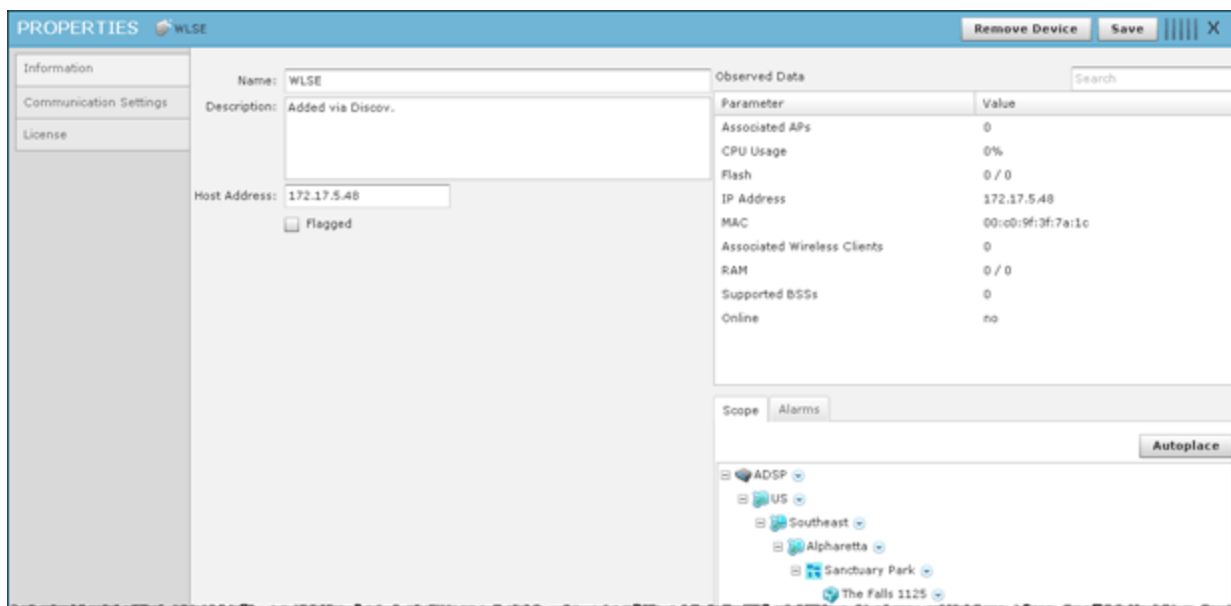 PROPERTIES WLSE Remove Device Save X
Information
Communication Settings
License
Name: WLSE
Description: Added via Discov.
Host Address: 172.17.5.48
Flagged
Observed Data Search
Parameter Value
Associated APs 0
CPU Usage 0%
Flash 0 / 0
IP Address 172.17.5.48
MAC 00:c0:9f:3f:7a:1c
Associated Wireless Clients 0
RAM 0 / 0
Supported BSSs 0
Online no
Scope Alarms
Autoplace
ADSP
US
Southeast
Alpharetta
Sanctuary Park
The Falls 1125